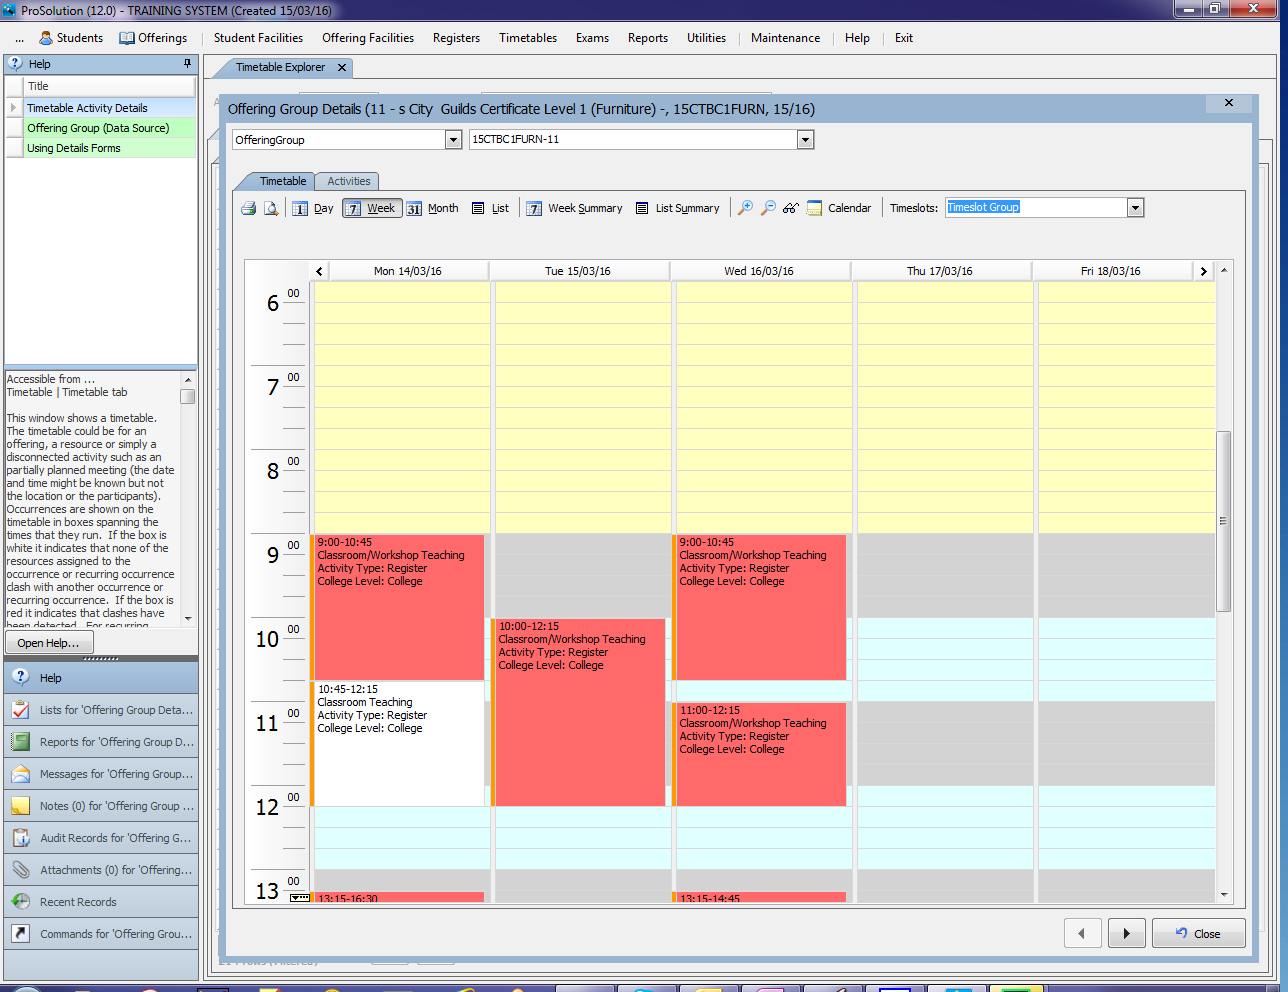 ProSolution (12.0) - TRAINING SYSTEM (Created 15/03/16)
... Students Offerings Student Facilities Offering Facilities Registers Timetables Exams Reports Utilities Maintenance Help Exit
Help
Title
Timetable Activity Details
Offering Group (Data Source)
Using Details Forms
Accessible from ...
Timetable | Timetable tab
This window shows a timetable.
The timetable could be for an
offering, a resource or simply a
disconnected activity such as an
partially planned meeting (the date
and time might be known but not
the location or the participants).
Occurrences are shown on the
timetable in boxes spanning the
times that they run.  If the box is
white it indicates that none of the
resources assigned to the
occurrence or recurring occurrence
clash with another occurrence or
recurring occurrence.  If the box is
red it indicates that clashes have
been detected.  For recurring
Open Help...
Help
Lists for 'Offering Group Deta...
Reports for 'Offering Group D...
Messages for 'Offering Group...
Notes (0) for 'Offering Group ...
Audit Records for 'Offering G...
Attachments (0) for 'Offering...
Recent Records
Commands for 'Offering Grou...
Timetable Explorer
Offering Group Details (11 - s City  Guilds Certificate Level 1 (Furniture) -, 15CTBC1FURN, 15/16)
OfferingGroup 15CTBC1FURN-11
Timetable Activities
1 Day 7 Week 31 Month List 7 Week Summary List Summary Calendar Timeslots: Timeslot Group
Mon 14/03/16 Tue 15/03/16 Wed 16/03/16 Thu 17/03/16 Fri 18/03/16
6 00
7 00
8 00
9 00
10 00
11 00
12 00
13 00
9:00-10:45
Classroom/Workshop Teaching
Activity Type: Register
College Level: College
10:45-12:15
Classroom Teaching
Activity Type: Register
College Level: College
13:15-16:30
10:00-12:15
Classroom/Workshop Teaching
Activity Type: Register
College Level: College
9:00-10:45
Classroom/Workshop Teaching
Activity Type: Register
College Level: College
11:00-12:15
Classroom/Workshop Teaching
Activity Type: Register
College Level: College
13:15-14:45
Close